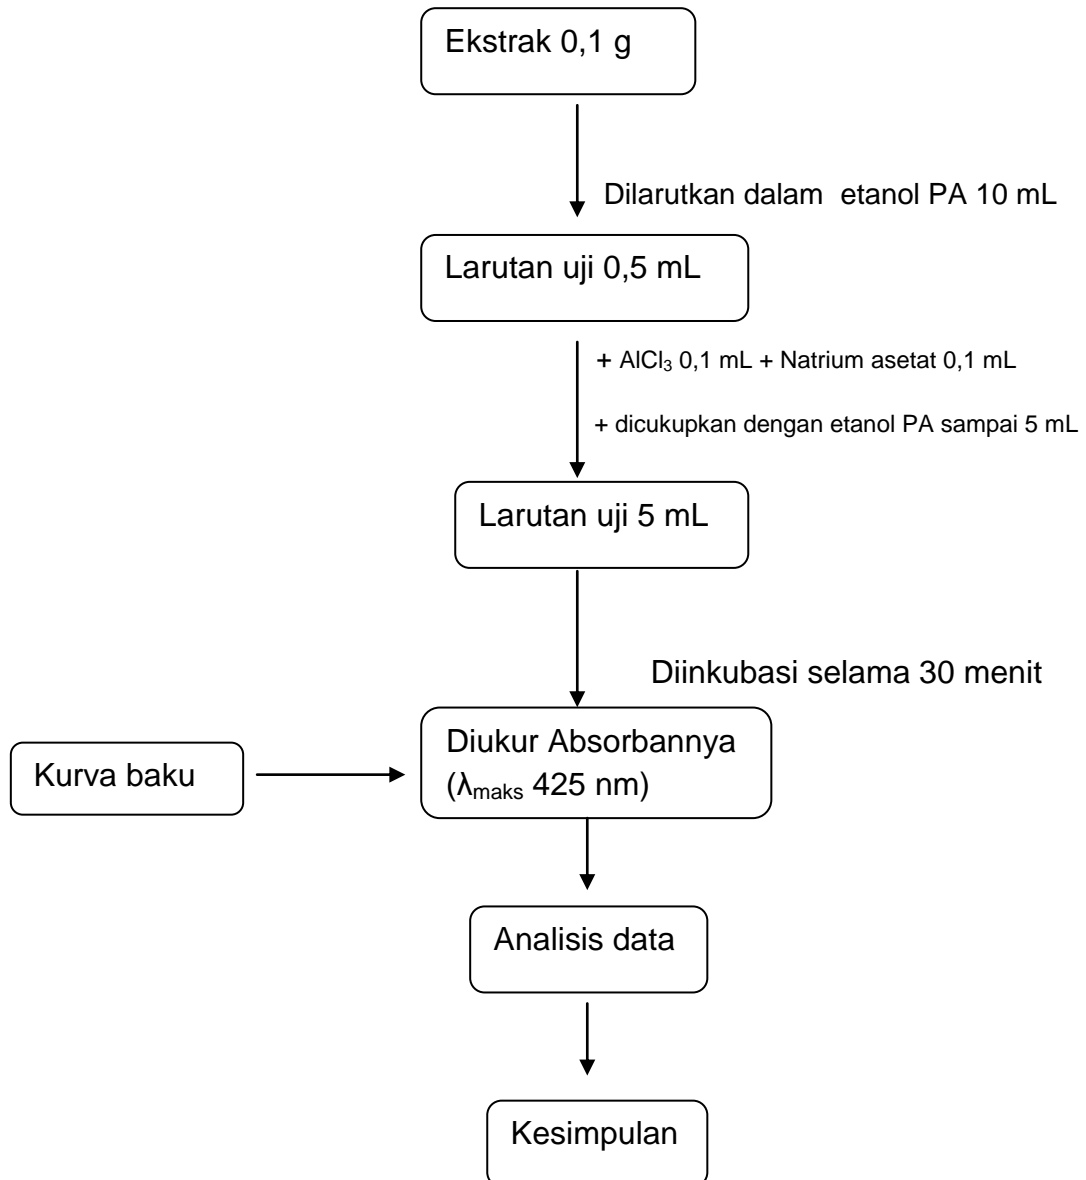 Ekstrak 0,1 g
Dilarutkan dalam etanol PA 10 mL
Larutan uji 0,5 mL
+ AlCl₃ 0,1 mL + Natrium asetat 0,1 mL
+ dicukupkan dengan etanol PA sampai 5 mL
Larutan uji 5 mL
Diinkubasi selama 30 menit
Kurva baku
Diukur Absorbannya
(λmaks 425 nm)
Analisis data
Kesimpulan